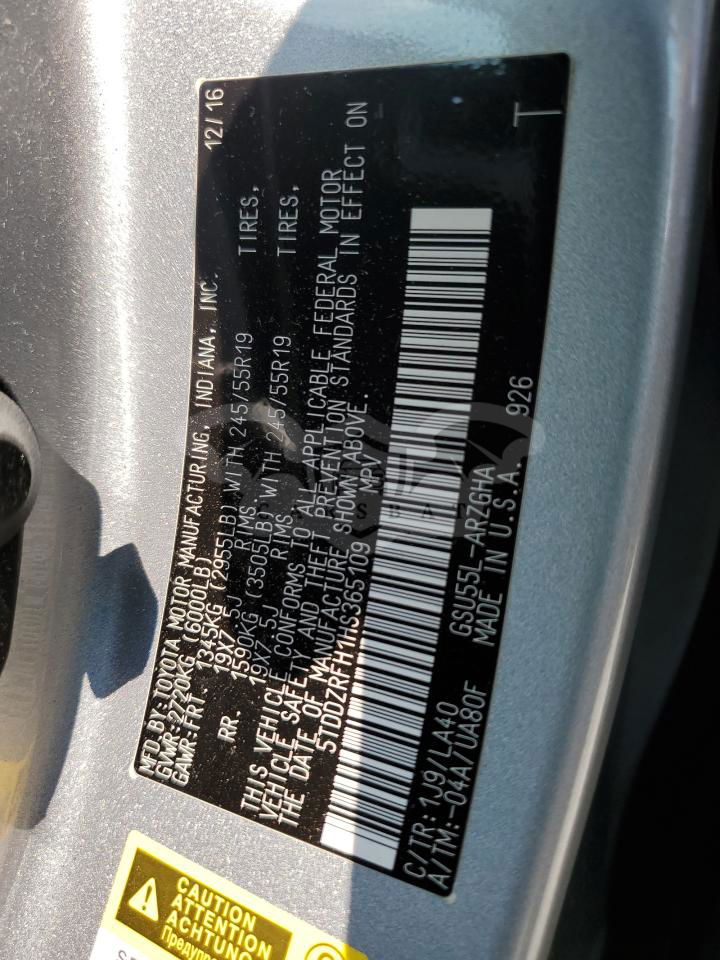 MFD.BY:TOYOTA MOTOR MANUFACTURING, INDIANA, INC. 12/16
GVWR:2720KG (6000LB)
GAWR:FRT. 1345KG (2955LB) WITH 245/55R19 TIRES,
19X7.5J RIMS
RR. 1590KG (3505LB) WITH 245/55R19 TIRES,
19X7.5J RIMS
THIS VEHICLE CONFORMS TO ALL APPLICABLE FEDERAL MOTOR
VEHICLE SAFETY AND THEFT PREVENTION STANDARDS IN EFFECT ON
THE DATE OF MANUFACTURE SHOWN ABOVE.
5TDDZRFH1HS365109 MPV
C/TR:1J9/LA40 GSU55L-ARZGHA
A/TM:-04A/UA80F MADE IN U.S.A. 926
T
CAUTION
ATTENTION
ACHTUNG